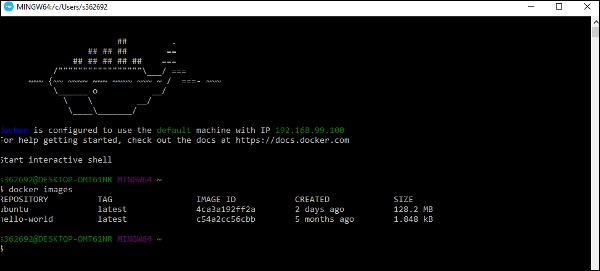 MINGW64:/c/Users/s362692
##         .
## ## ##        ==
## ## ## ## ##    ===
/"""""""""""""""""\___/ ===
~~~ {~~ ~~~~ ~~~ ~~~~ ~~~ ~ /  ===- ~~~
\______ o           __/
\    \         __/
\____\_______/
docker is configured to use the default machine with IP 192.168.99.100
For help getting started, check out the docs at https://docs.docker.com
Start interactive shell
s362692@DESKTOP-OMT61NR MINGW64 ~
$ docker images
REPOSITORY TAG IMAGE ID CREATED SIZE
ubuntu latest 4ca3a192ff2a 2 days ago 128.2 MB
hello-world latest c54a2cc56cbb 5 months ago 1.848 kB
s362692@DESKTOP-OMT61NR MINGW64 ~
$